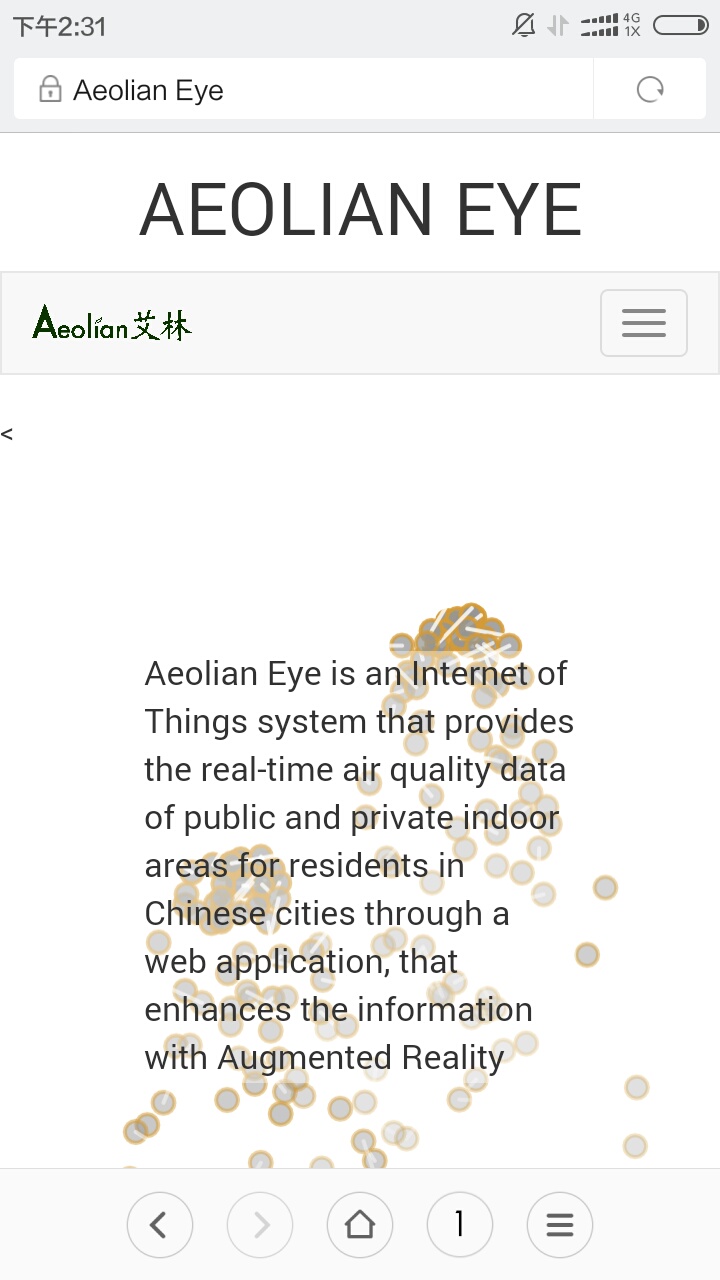 下午2:31
4G
1X
Aeolian Eye
AEOLIAN EYE
Aeolian艾林
<
Aeolian Eye is an Internet of
Things system that provides
the real-time air quality data
of public and private indoor
areas for residents in
Chinese cities through a
web application, that
enhances the information
with Augmented Reality
1